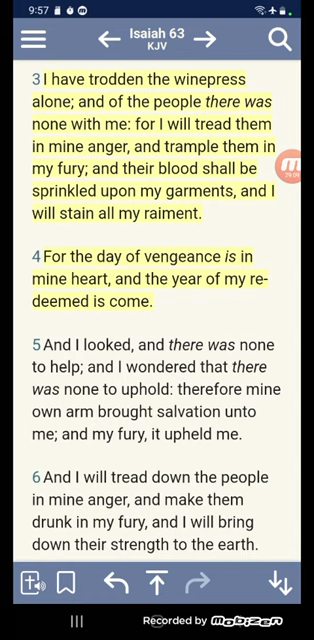 9:57
Isaiah 63
KJV
3 I have trodden the winepress
alone; and of the people there was
none with me: for I will tread them
in mine anger, and trample them in
my fury; and their blood shall be
sprinkled upon my garments, and I
will stain all my raiment.
4 For the day of vengeance is in
mine heart, and the year of my re-
deemed is come.
5 And I looked, and there was none
to help; and I wondered that there
was none to uphold: therefore mine
own arm brought salvation unto
me; and my fury, it upheld me.
6 And I will tread down the people
in mine anger, and make them
drunk in my fury, and I will bring
down their strength to the earth.
Recorded by mobizen